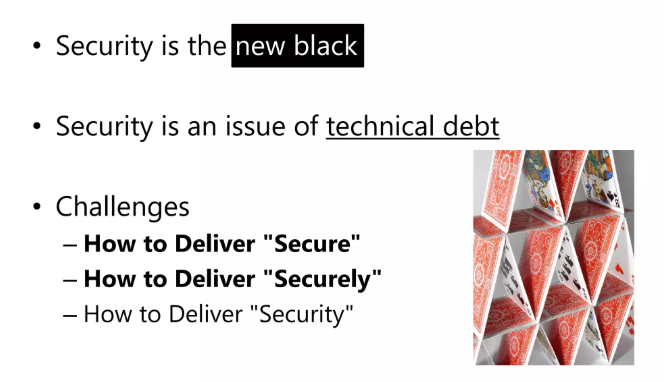 • Security is the new black
• Security is an issue of technical debt
• Challenges
– How to Deliver "Secure"
– How to Deliver "Securely"
– How to Deliver "Security"